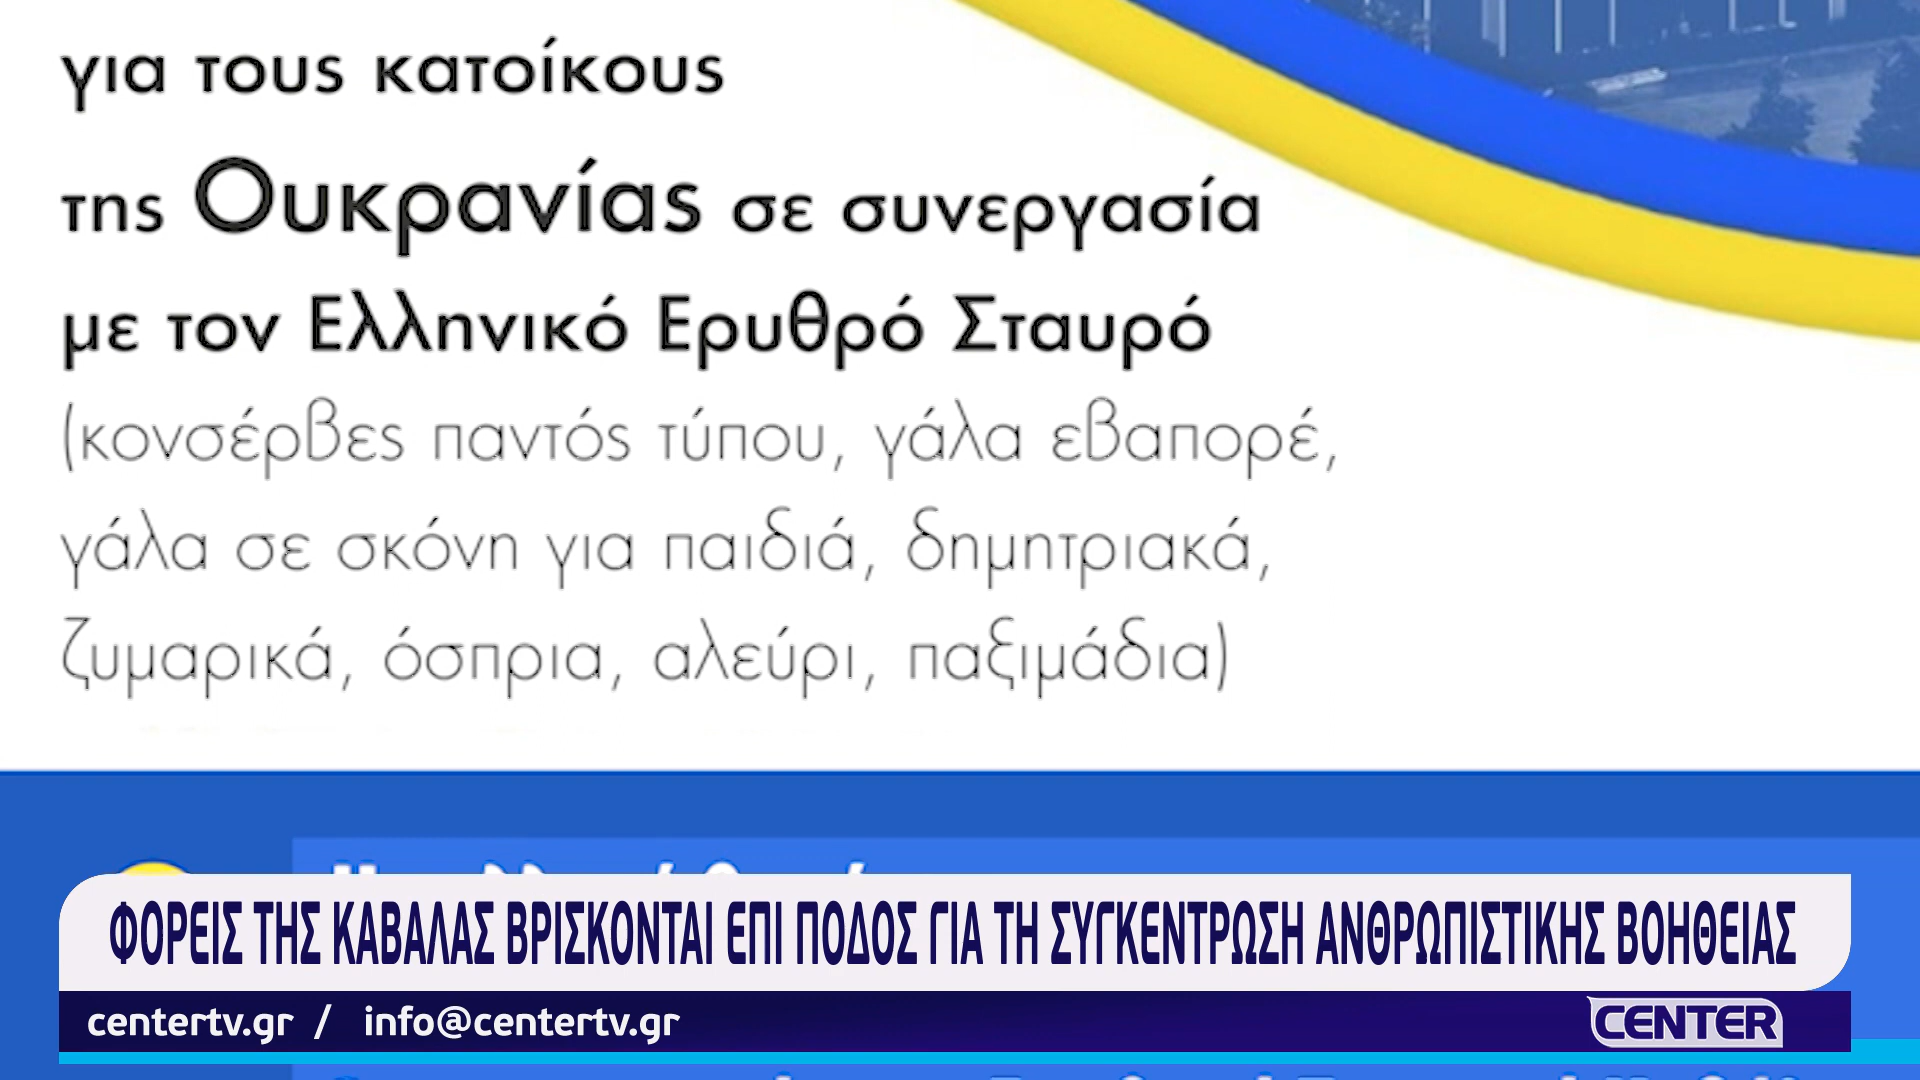 για τους κατοίκους
της Ουκρανίας σε συνεργασία
με τον Ελληνικό Ερυθρό Σταυρό
(κονσέρβες παντός τύπου, γάλα εβαπορέ,
γάλα σε σκόνη για παιδιά, δημητριακά,
ζυμαρικά, όσπρια, αλεύρι, παξιμάδια)
ΦΟΡΕΙΣ ΤΗΣ ΚΑΒΑΛΑΣ ΒΡΙΣΚΟΝΤΑΙ ΕΠΙ ΠΟΔΟΣ ΓΙΑ ΤΗ ΣΥΓΚΕΝΤΡΩΣΗ ΑΝΘΡΩΠΙΣΤΙΚΗΣ ΒΟΗΘΕΙΑΣ
centertv.gr / info@centertv.gr
CENTER